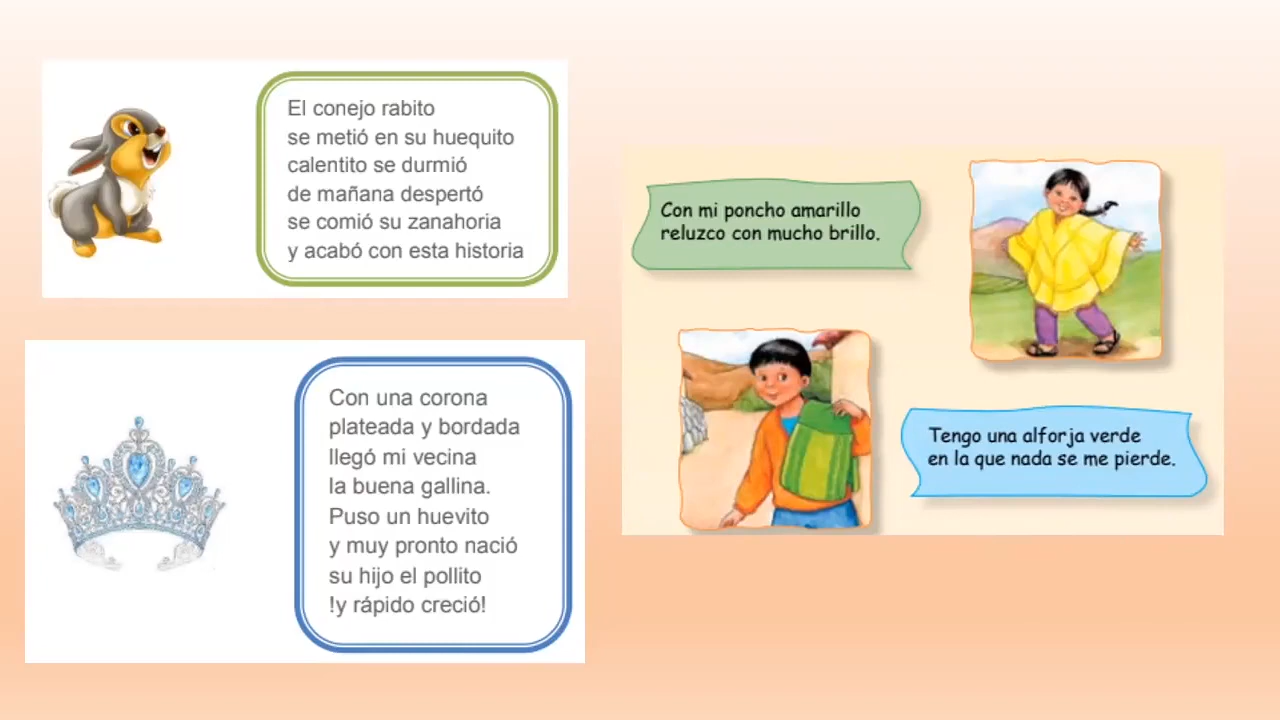 El conejo rabito
se metió en su huequito
calentito se durmió
de mañana despertó
se comió su zanahoria
y acabó con esta historia
Con una corona
plateada y bordada
llegó mi vecina
la buena gallina.
Puso un huevito
y muy pronto nació
su hijo el pollito
!y rápido creció!
Con mi poncho amarillo
reluzco con mucho brillo.
Tengo una alforja verde
en la que nada se me pierde.